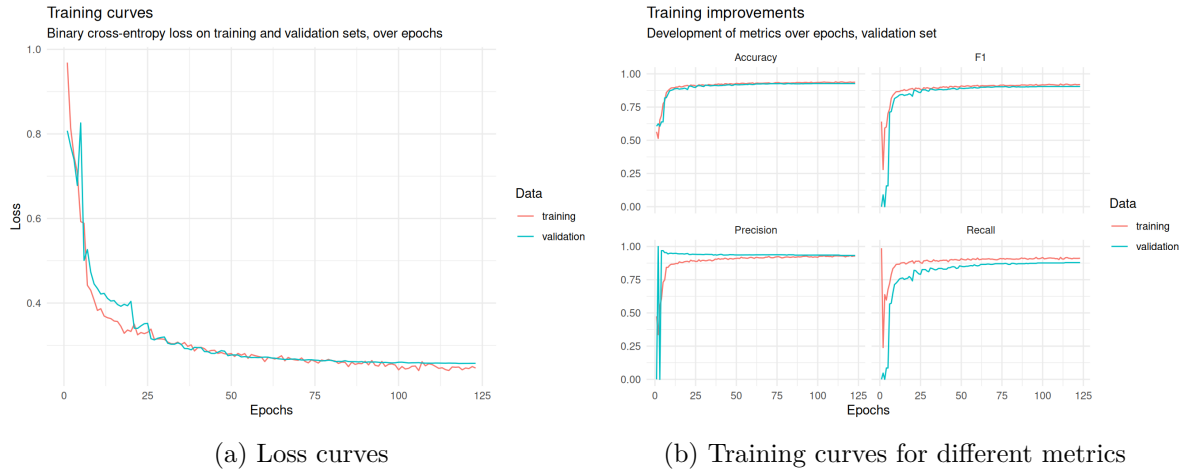 Training curves
Binary cross-entropy loss on training and validation sets, over epochs
1.0
0.8
0.6
0.4
Loss
0
25
50
75
100
125
Epochs
Data
training
validation
(a) Loss curves
Training improvements
Development of metrics over epochs, validation set
Accuracy
F1
1.00
0.75
0.50
0.25
0.00
Precision
Recall
1.00
0.75
0.50
0.25
0.00
0
25
50
75
100
125
0
25
50
75
100
125
Epochs
Data
training
validation
(b) Training curves for different metrics